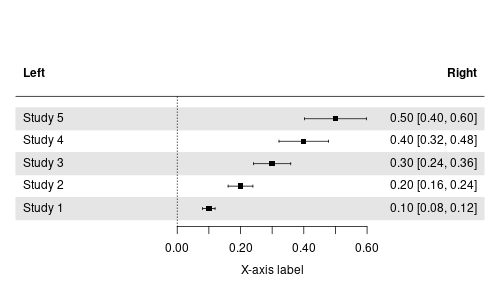 Left Right
Study 5 0.50 [0.40, 0.60]
Study 4 0.40 [0.32, 0.48]
Study 3 0.30 [0.24, 0.36]
Study 2 0.20 [0.16, 0.24]
Study 1 0.10 [0.08, 0.12]
0.00 0.20 0.40 0.60
X-axis label